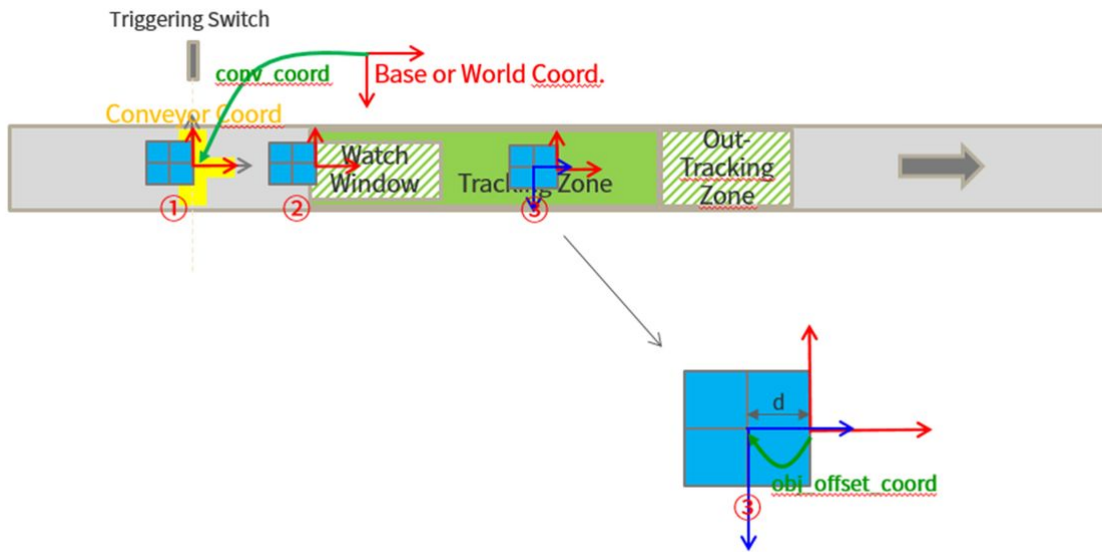 Triggering Switch
conv_coord
Base or World Coord.
Conveyor Coord
Watch
Window
Tracking Zone
Out-
Tracking
Zone
①
②
③
d
obj_offset_coord
③